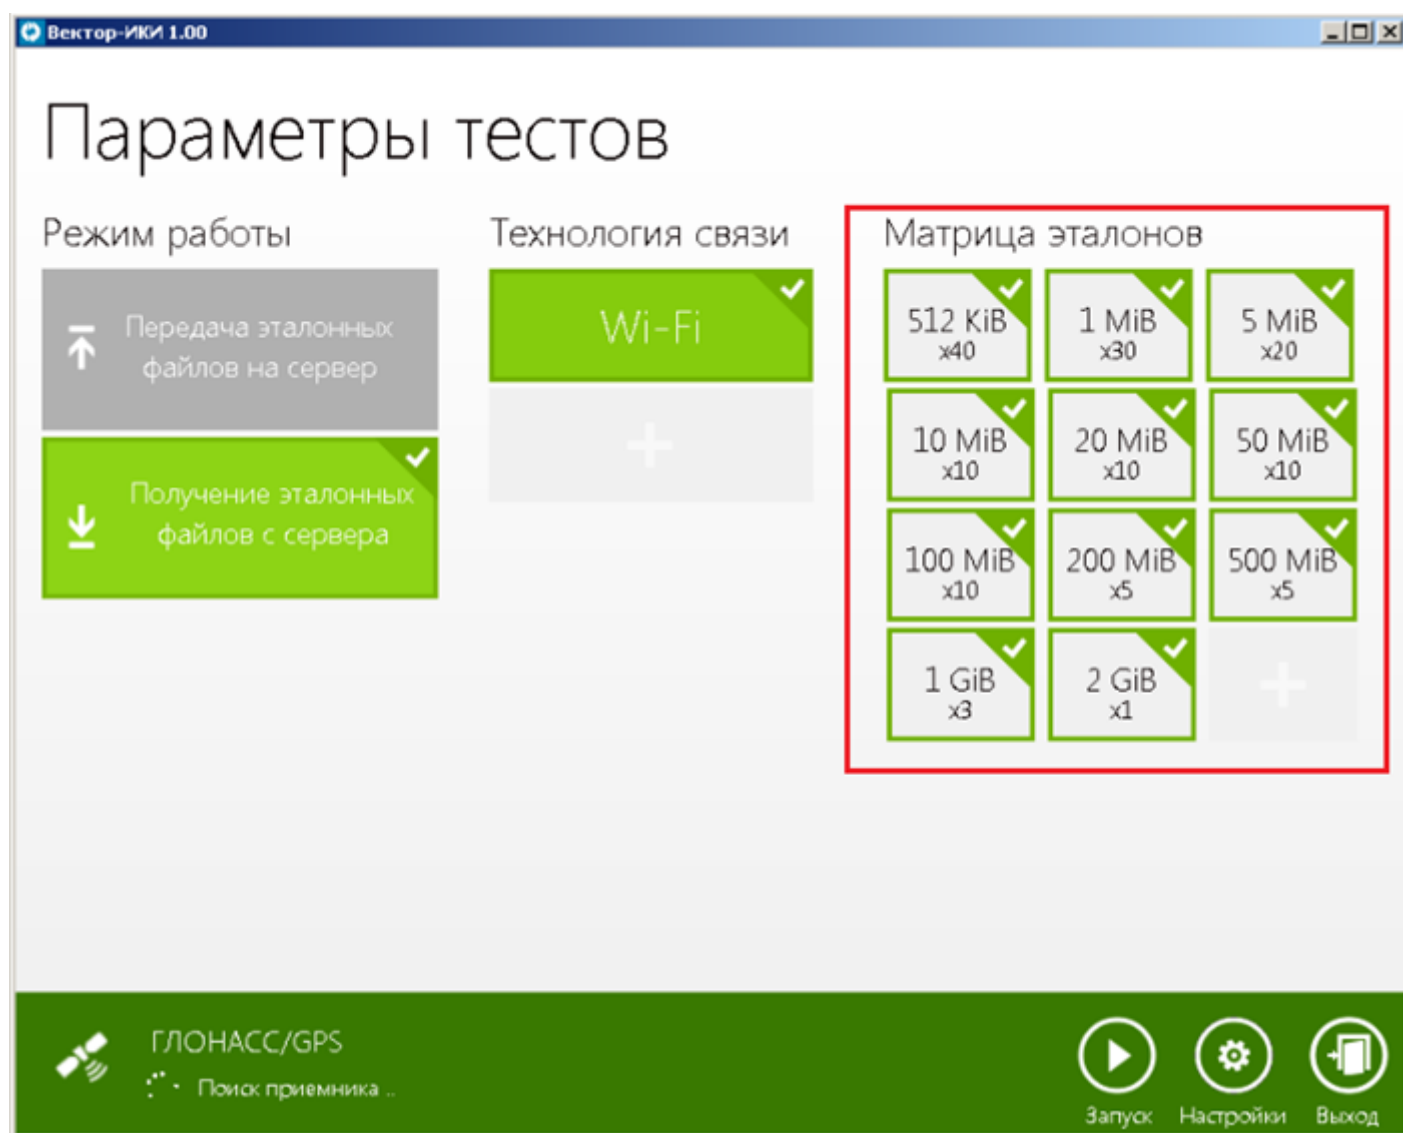 Вектор-ИКИ 1.00
Параметры тестов
Режим работы
Передача эталонных
файлов на сервер
Получение эталонных
файлов с сервера
Технология связи
Wi-Fi
Матрица эталонов
512 KiB
x40
1 MiB
x30
5 MiB
x20
10 MiB
x10
20 MiB
x10
50 MiB
x10
100 MiB
x10
200 MiB
x5
500 MiB
x5
1 GiB
x3
2 GiB
x1
ГЛОНАСС/GPS
Поиск приемника ..
Запуск
Настройки
Выход